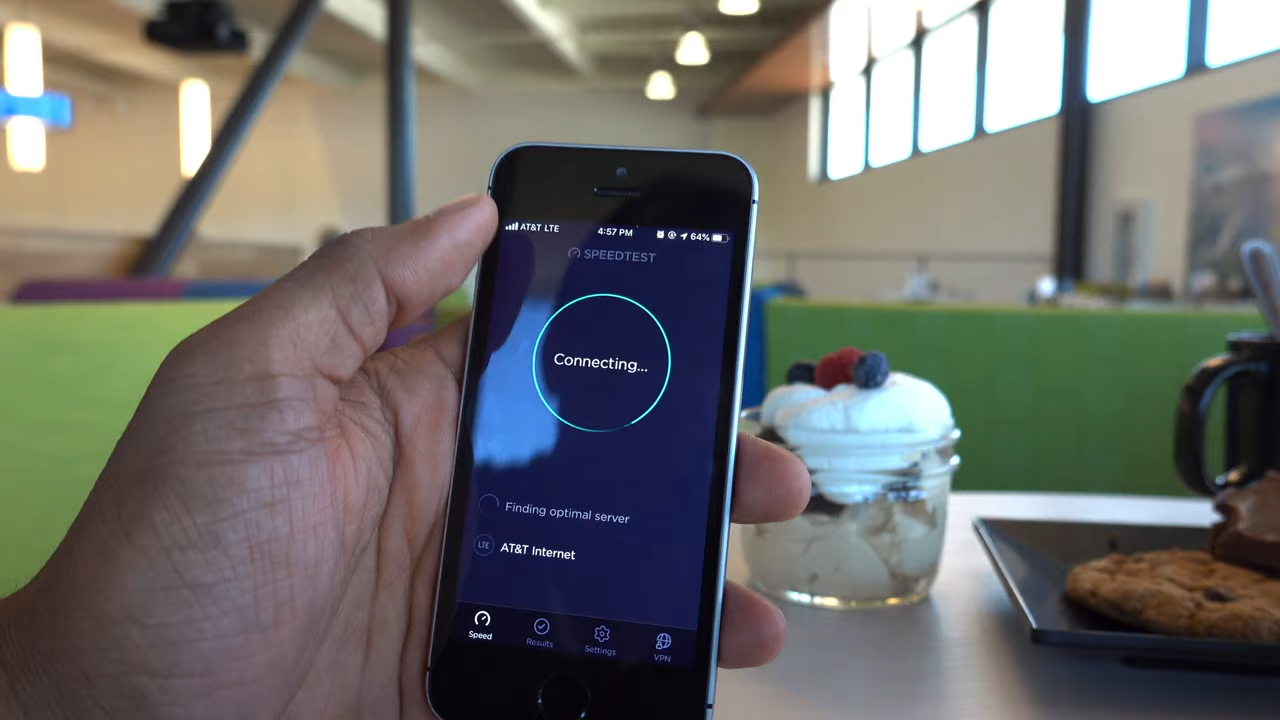 AT&T LTE 4:57 PM 64%
SPEEDTEST
Connecting...
Finding optimal server
LTE AT&T Internet
Speed Results Settings VPN